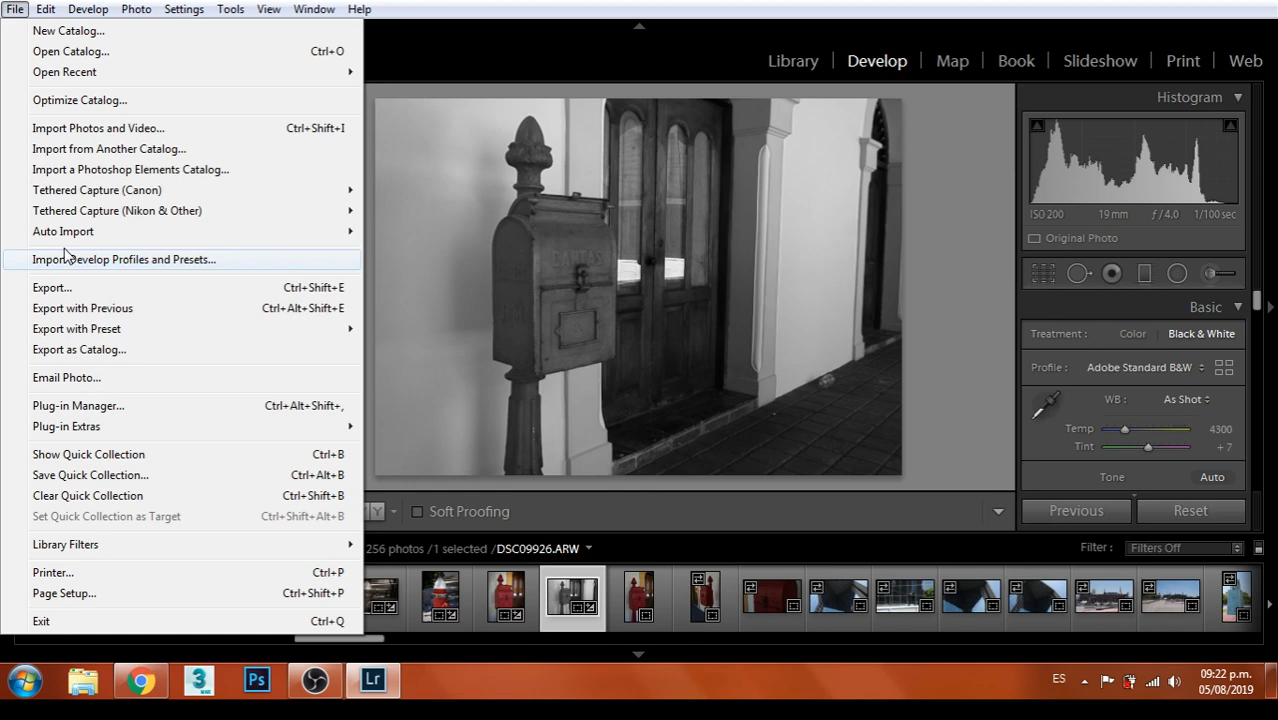 File Edit Develop Photo Settings Tools View Window Help
New Catalog...
Open Catalog... Ctrl+O
Open Recent
Optimize Catalog...
Import Photos and Video... Ctrl+Shift+I
Import from Another Catalog...
Import a Photoshop Elements Catalog...
Tethered Capture (Canon)
Tethered Capture (Nikon & Other)
Auto Import
Import Develop Profiles and Presets...
Export... Ctrl+Shift+E
Export with Previous Ctrl+Alt+Shift+E
Export with Preset
Export as Catalog...
Email Photo...
Plug-in Manager... Ctrl+Alt+Shift+,
Plug-in Extras
Show Quick Collection Ctrl+B
Save Quick Collection... Ctrl+Alt+B
Clear Quick Collection Ctrl+Shift+B
Set Quick Collection as Target Ctrl+Shift+Alt+B
Library Filters
Printer... Ctrl+P
Page Setup... Ctrl+Shift+P
Exit Ctrl+Q
Library Develop Map Book Slideshow Print Web
Histogram
ISO 200 19 mm ƒ / 4.0 1/100 sec
Original Photo
Basic
Treatment : Color Black & White
Profile : Adobe Standard B&W
WB : As Shot
Temp 4300
Tint + 7
Tone Auto
Previous Reset
Y Soft Proofing
256 photos / 1 selected / DSC09926.ARW Filter : Filters Off
3 Ps Lr
ES 09:22 p.m.
05/08/2019